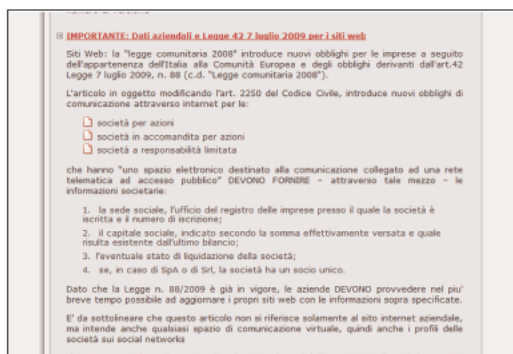 IMPORTANTE: Dati aziendali e Legge 42 7 luglio 2009 per i siti web
Siti Web: la "legge comunitaria 2008" introduce nuovi obblighi per le imprese a seguito
dell'appartenenza dell'Italia alla Comunità Europea e degli obblighi derivanti dall'art.42
Legge 7 luglio 2009, n. 88 (c.d. "Legge comunitaria 2008").
L'articolo in oggetto modificando l'art. 2250 del Codice Civile, introduce nuovi obblighi di
comunicazione attraverso internet per le:
società per azioni
società in accomandita per azioni
società a responsabilità limitata
che hanno "uno spazio elettronico destinato alla comunicazione collegato ad una rete
telematica ad accesso pubblico" DEVONO FORNIRE – attraverso tale mezzo – le
informazioni societarie:
1. la sede sociale, l'ufficio del registro delle imprese presso il quale la società è
iscritta e il numero di iscrizione;
2. il capitale sociale, indicato secondo la somma effettivamente versata e quale
risulta esistente dall'ultimo bilancio;
3. l'eventuale stato di liquidazione della società;
4. se, in caso di SpA o di Srl, la società ha un socio unico.
Dato che la Legge n. 88/2009 è già in vigore, le aziende DEVONO provvedere nel piu'
breve tempo possibile ad aggiornare i propri siti web con le informazioni sopra specificate.
E' da sottolineare che questo articolo non si riferisce solamente al sito internet aziendale,
ma intende anche qualsiasi spazio di comunicazione virtuale, quindi anche i profili delle
società sui social networks